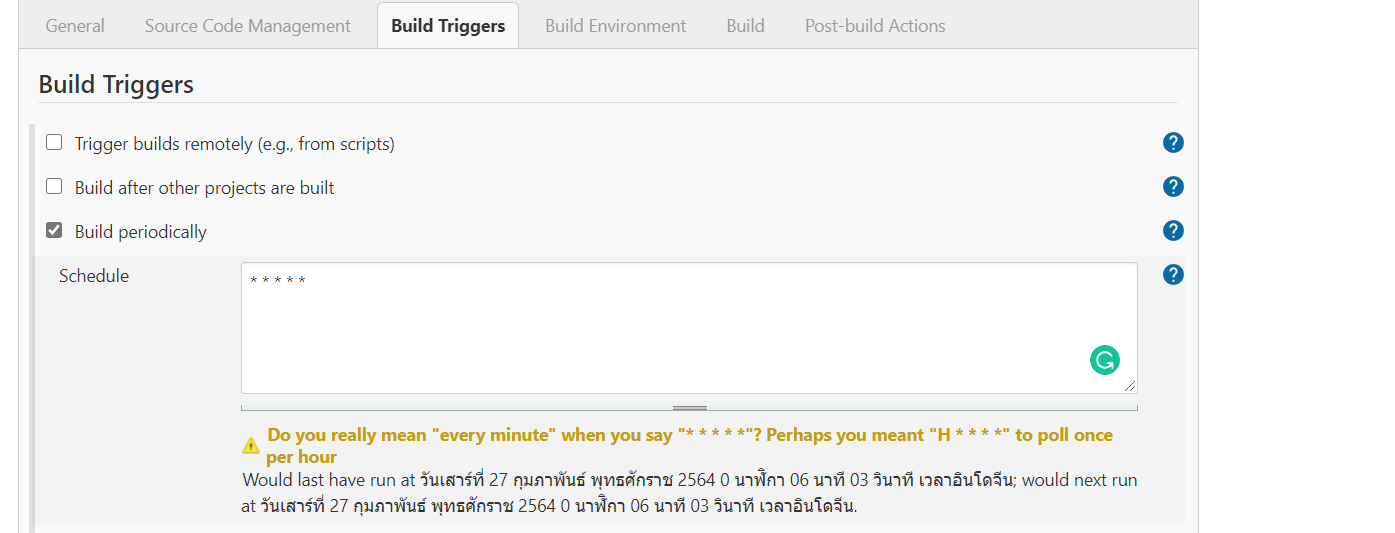 General Source Code Management Build Triggers Build Environment Build Post-build Actions
Build Triggers
Trigger builds remotely (e.g., from scripts)
Build after other projects are built
Build periodically
Schedule
* * * * *
Do you really mean "every minute" when you say "* * * * *"? Perhaps you meant "H * * * *" to poll once
per hour
Would last have run at วันเสาร์ที่ 27 กุมภาพันธ์ พุทธศักราช 2564 0 นาฬิกา 06 นาที 03 วินาที เวลาอินโดจีน; would next run
at วันเสาร์ที่ 27 กุมภาพันธ์ พุทธศักราช 2564 0 นาฬิกา 06 นาที 03 วินาที เวลาอินโดจีน.